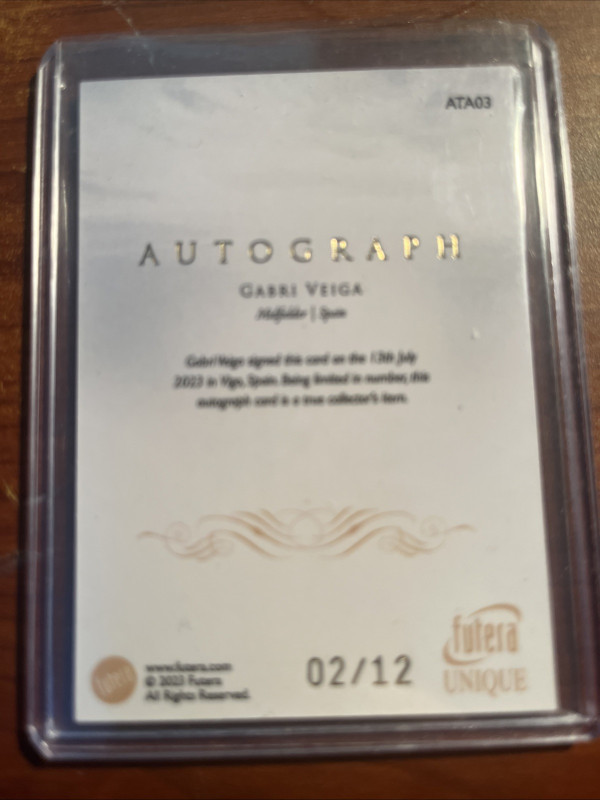 ATA03
AUTOGRAPH
GABRI VEIGA
Midfielder | Spain
Gabri Veiga signed this card on the 13th July
2023 in Vigo, Spain. Being limited in number, this
autograph card is a true collector's item.
futera
www.futera.com
© 2023 Futera
All Rights Reserved.
02/12
futera
UNIQUE